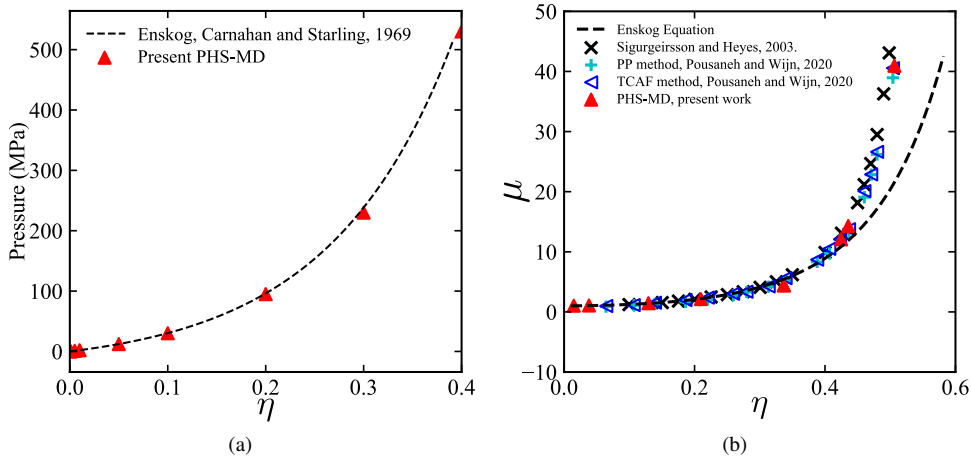 Enskog, Carnahan and Starling, 1969
Present PHS-MD
Pressure (MPa)
500
400
300
200
100
0
0.0 0.1 0.2 0.3 0.4
η
(a)
Enskog Equation
Sigurgeirsson and Heyes, 2003.
PP method, Pousaneh and Wijn, 2020
TCAF method, Pousaneh and Wijn, 2020
PHS-MD, present work
μ
50
40
30
20
10
0
−10
0.0 0.2 0.4 0.6
η
(b)